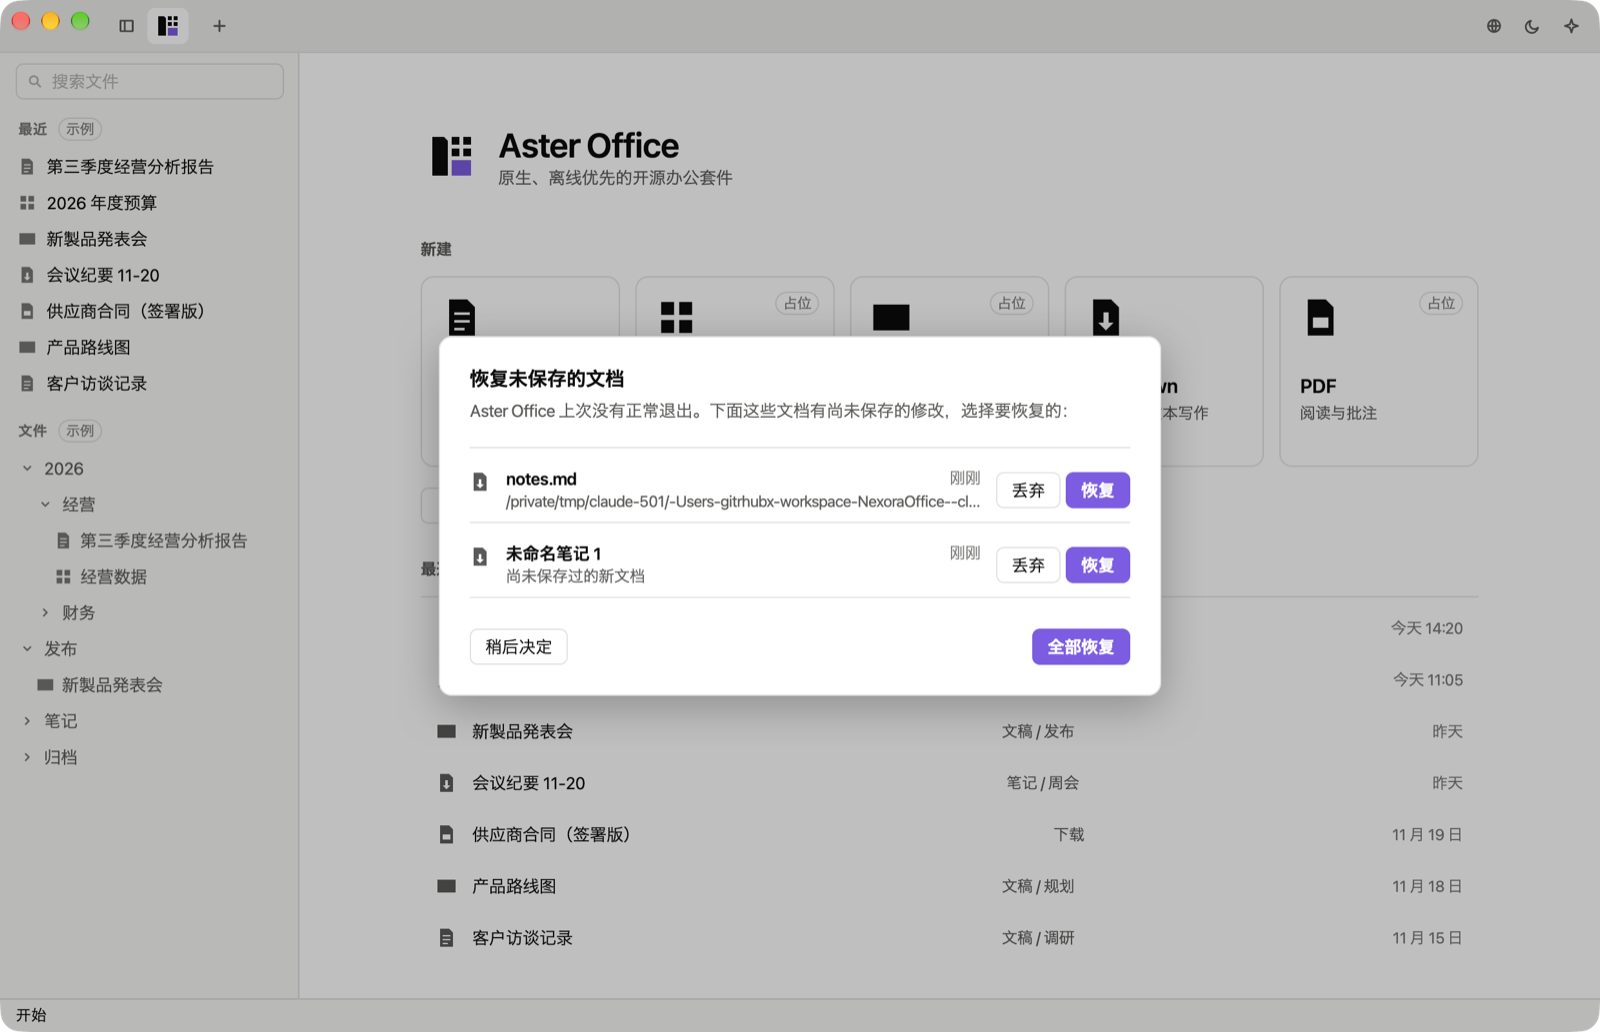 搜索文件
最近 示例
第三季度经营分析报告
2026 年度预算
新製品発表会
会议纪要 11-20
供应商合同（签署版）
产品路线图
客户访谈记录
文件 示例
2026
经营
第三季度经营分析报告
经营数据
财务
发布
新製品発表会
笔记
归档
Aster Office
原生、离线优先的开源办公套件
新建
占位
占位
占位
本写作
PDF
阅读与批注
恢复未保存的文档
Aster Office 上次没有正常退出。下面这些文档有尚未保存的修改，选择要恢复的：
notes.md 刚刚
/private/tmp/claude-501/-Users-gitrhubx-workspace-NexoraOffice--cl...
丢弃 恢复
未命名笔记 1 刚刚
尚未保存过的新文档
丢弃 恢复
稍后决定 全部恢复
今天 14:20
今天 11:05
新製品発表会 文稿 / 发布 昨天
会议纪要 11-20 笔记 / 周会 昨天
供应商合同（签署版） 下载 11 月 19 日
产品路线图 文稿 / 规划 11 月 18 日
客户访谈记录 文稿 / 调研 11 月 15 日
开始